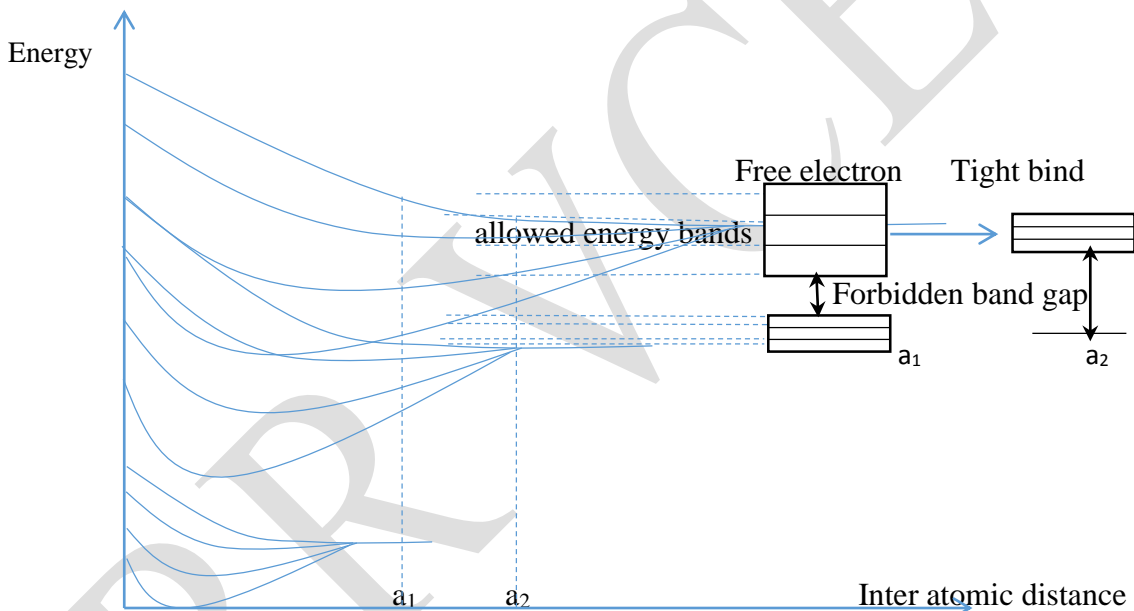 Energy
Free electron
Tight bind
allowed energy bands
Forbidden band gap
a₁
a₂
a₁
a₂
Inter atomic distance